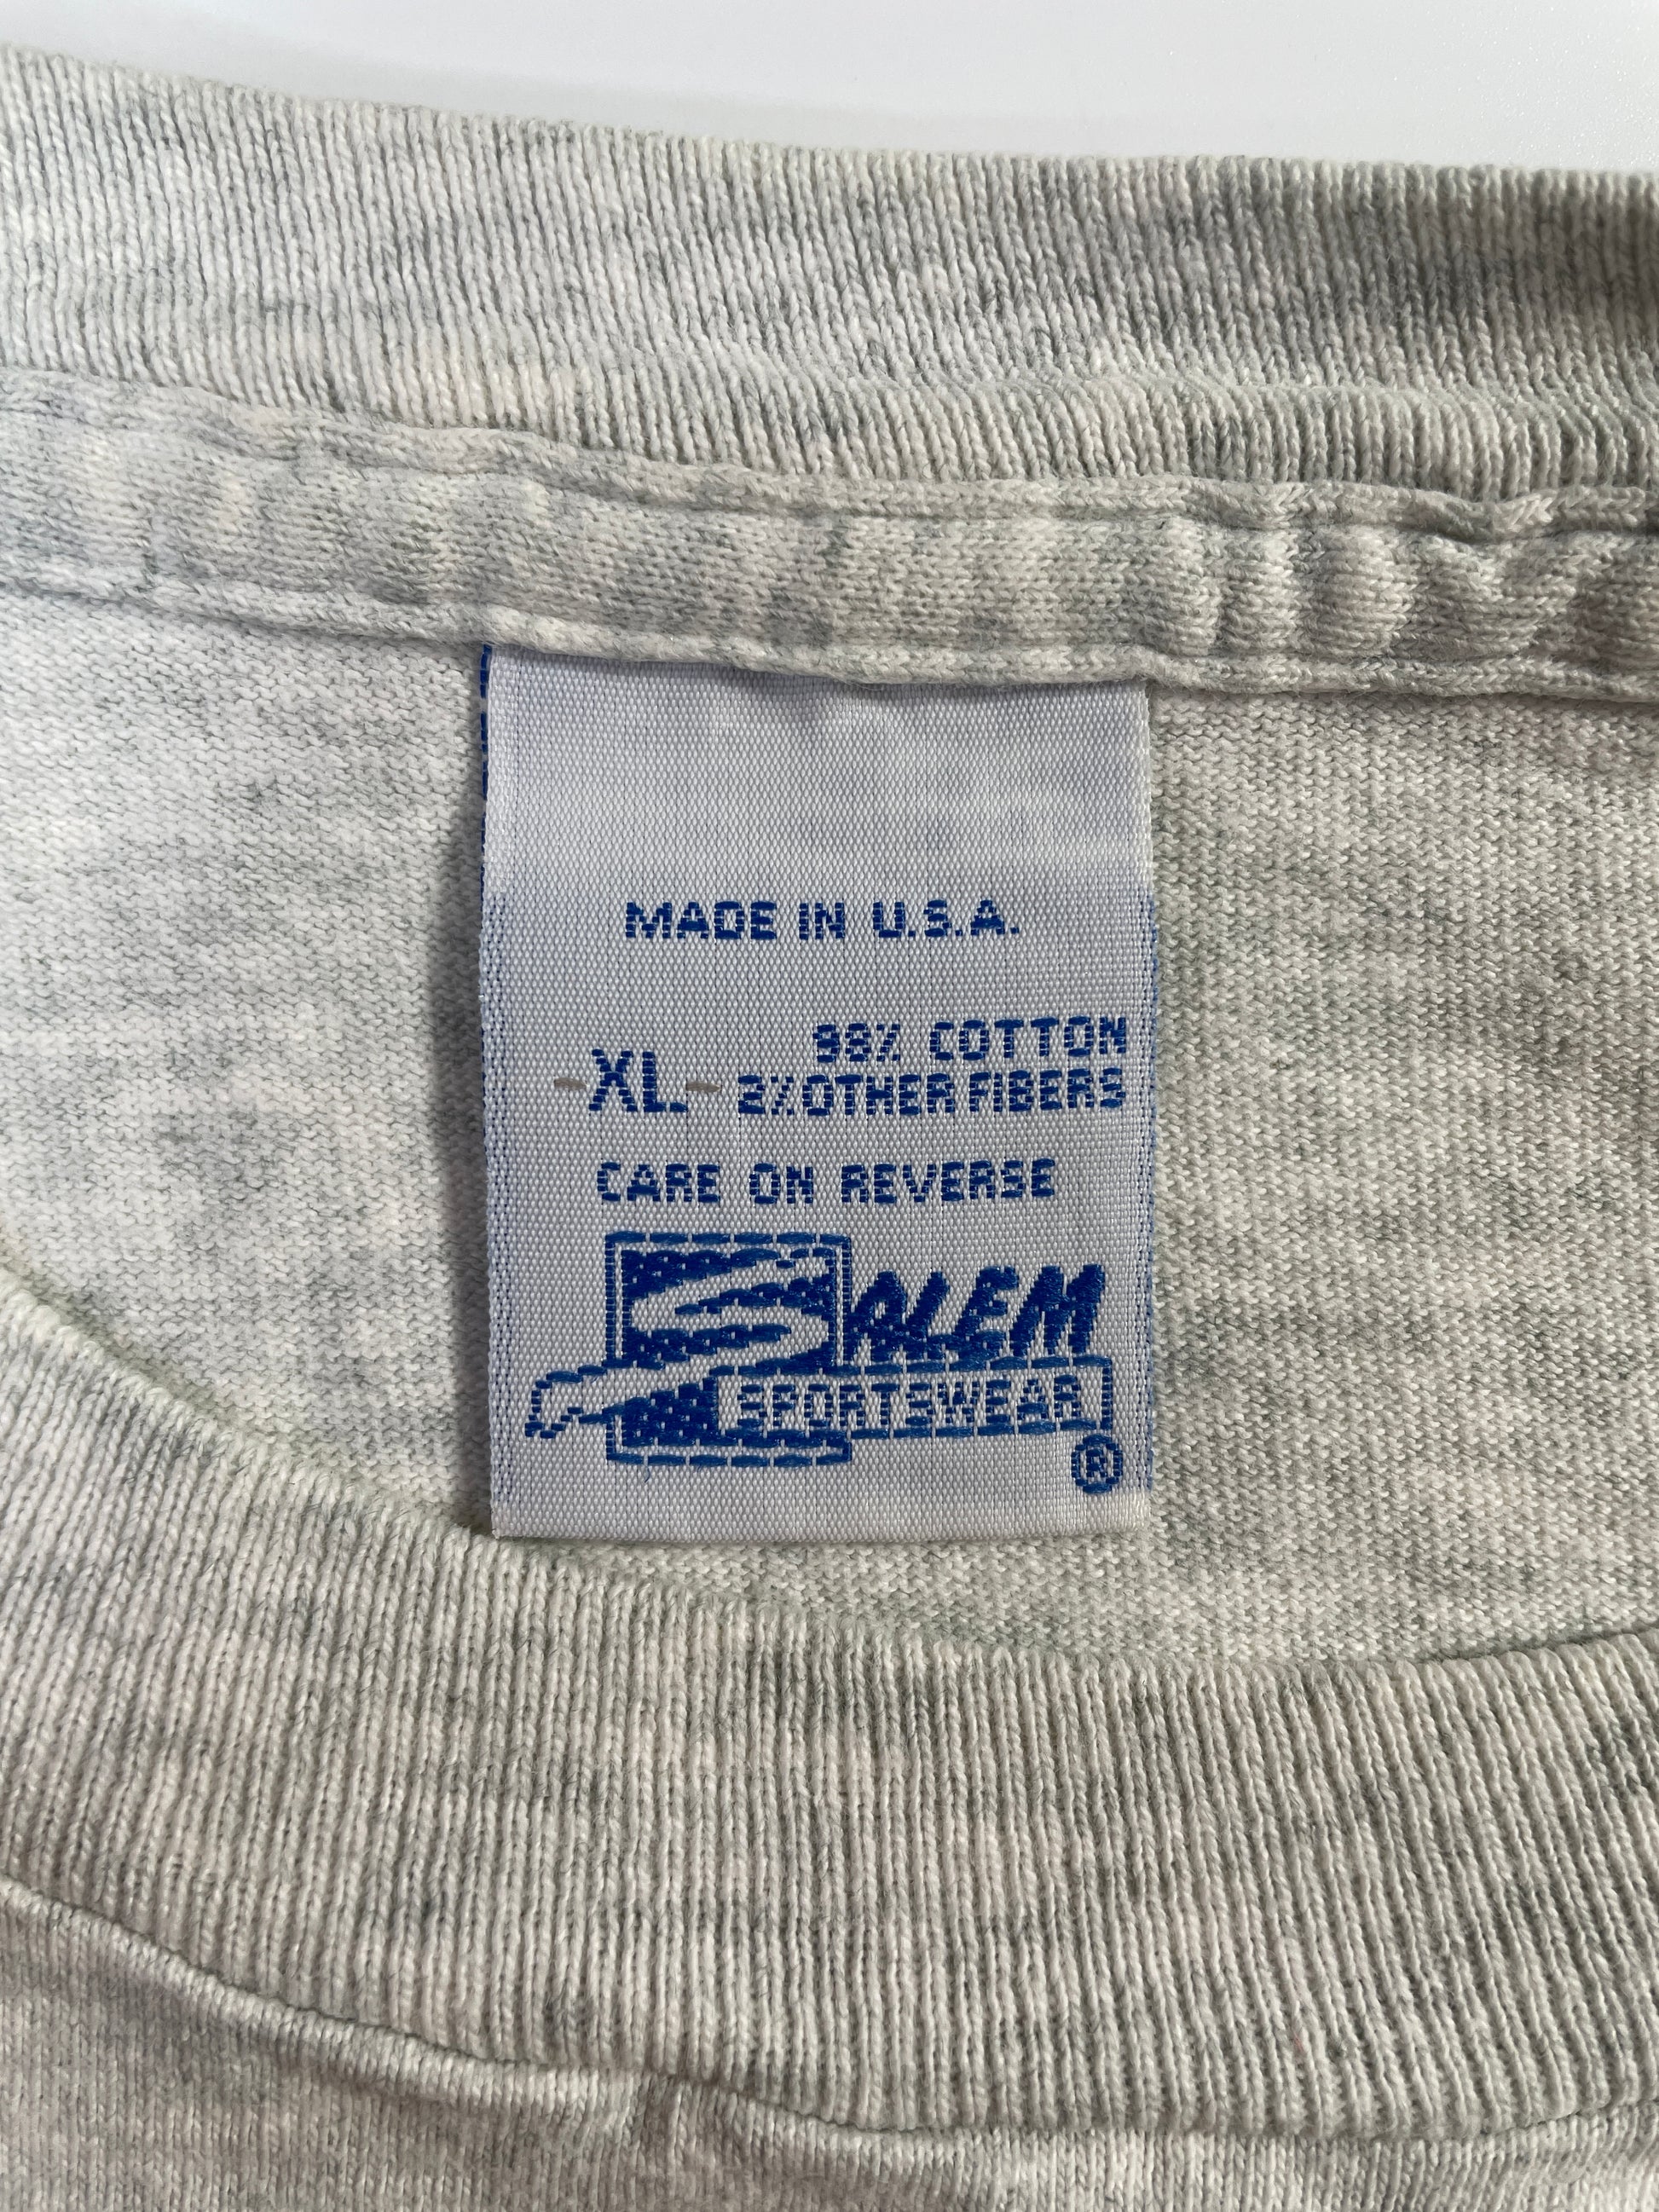 MADE IN U.S.A.
98% COTTON
-XL- 2% OTHER FIBERS
CARE ON REVERSE
SALEM
SPORTSWEAR
®